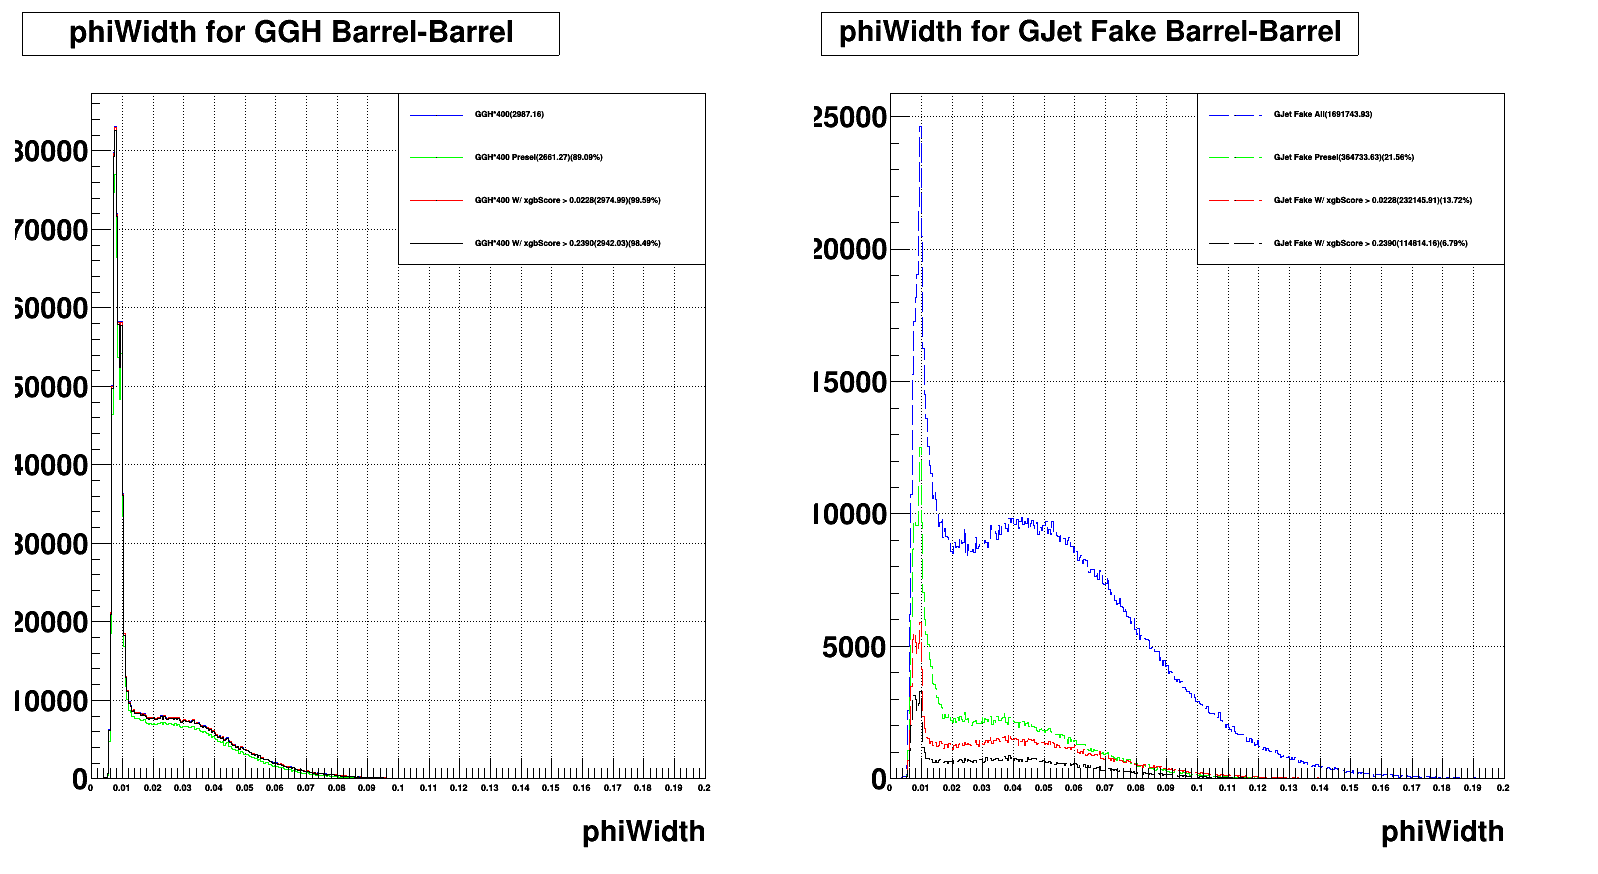 phiWidth for GGH Barrel-Barrel
GGH*400(2987.16)
GGH*400 Presel(2661.27)(89.09%)
GGH*400 W/ xgbScore > 0.0228(2974.99)(99.59%)
GGH*400 W/ xgbScore > 0.2390(2942.03)(98.49%)
80000
70000
60000
50000
40000
30000
20000
10000
0
0 0.01 0.02 0.03 0.04 0.05 0.06 0.07 0.08 0.09 0.1 0.11 0.12 0.13 0.14 0.15 0.16 0.17 0.18 0.19 0.2
phiWidth
phiWidth for GJet Fake Barrel-Barrel
GJet Fake All(1691743.93)
GJet Fake Presel(364733.63)(21.56%)
GJet Fake W/ xgbScore > 0.0228(232145.91)(13.72%)
GJet Fake W/ xgbScore > 0.2390(114814.16)(6.79%)
25000
20000
15000
10000
5000
0
0 0.01 0.02 0.03 0.04 0.05 0.06 0.07 0.08 0.09 0.1 0.11 0.12 0.13 0.14 0.15 0.16 0.17 0.18 0.19 0.2
phiWidth